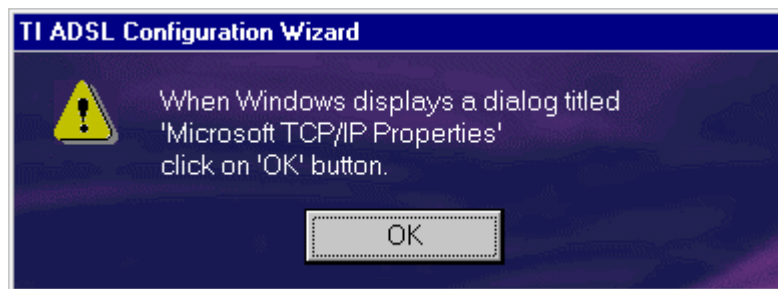 TI ADSL Configuration Wizard
When Windows displays a dialog titled
'Microsoft TCP/IP Properties'
click on 'OK' button.
OK